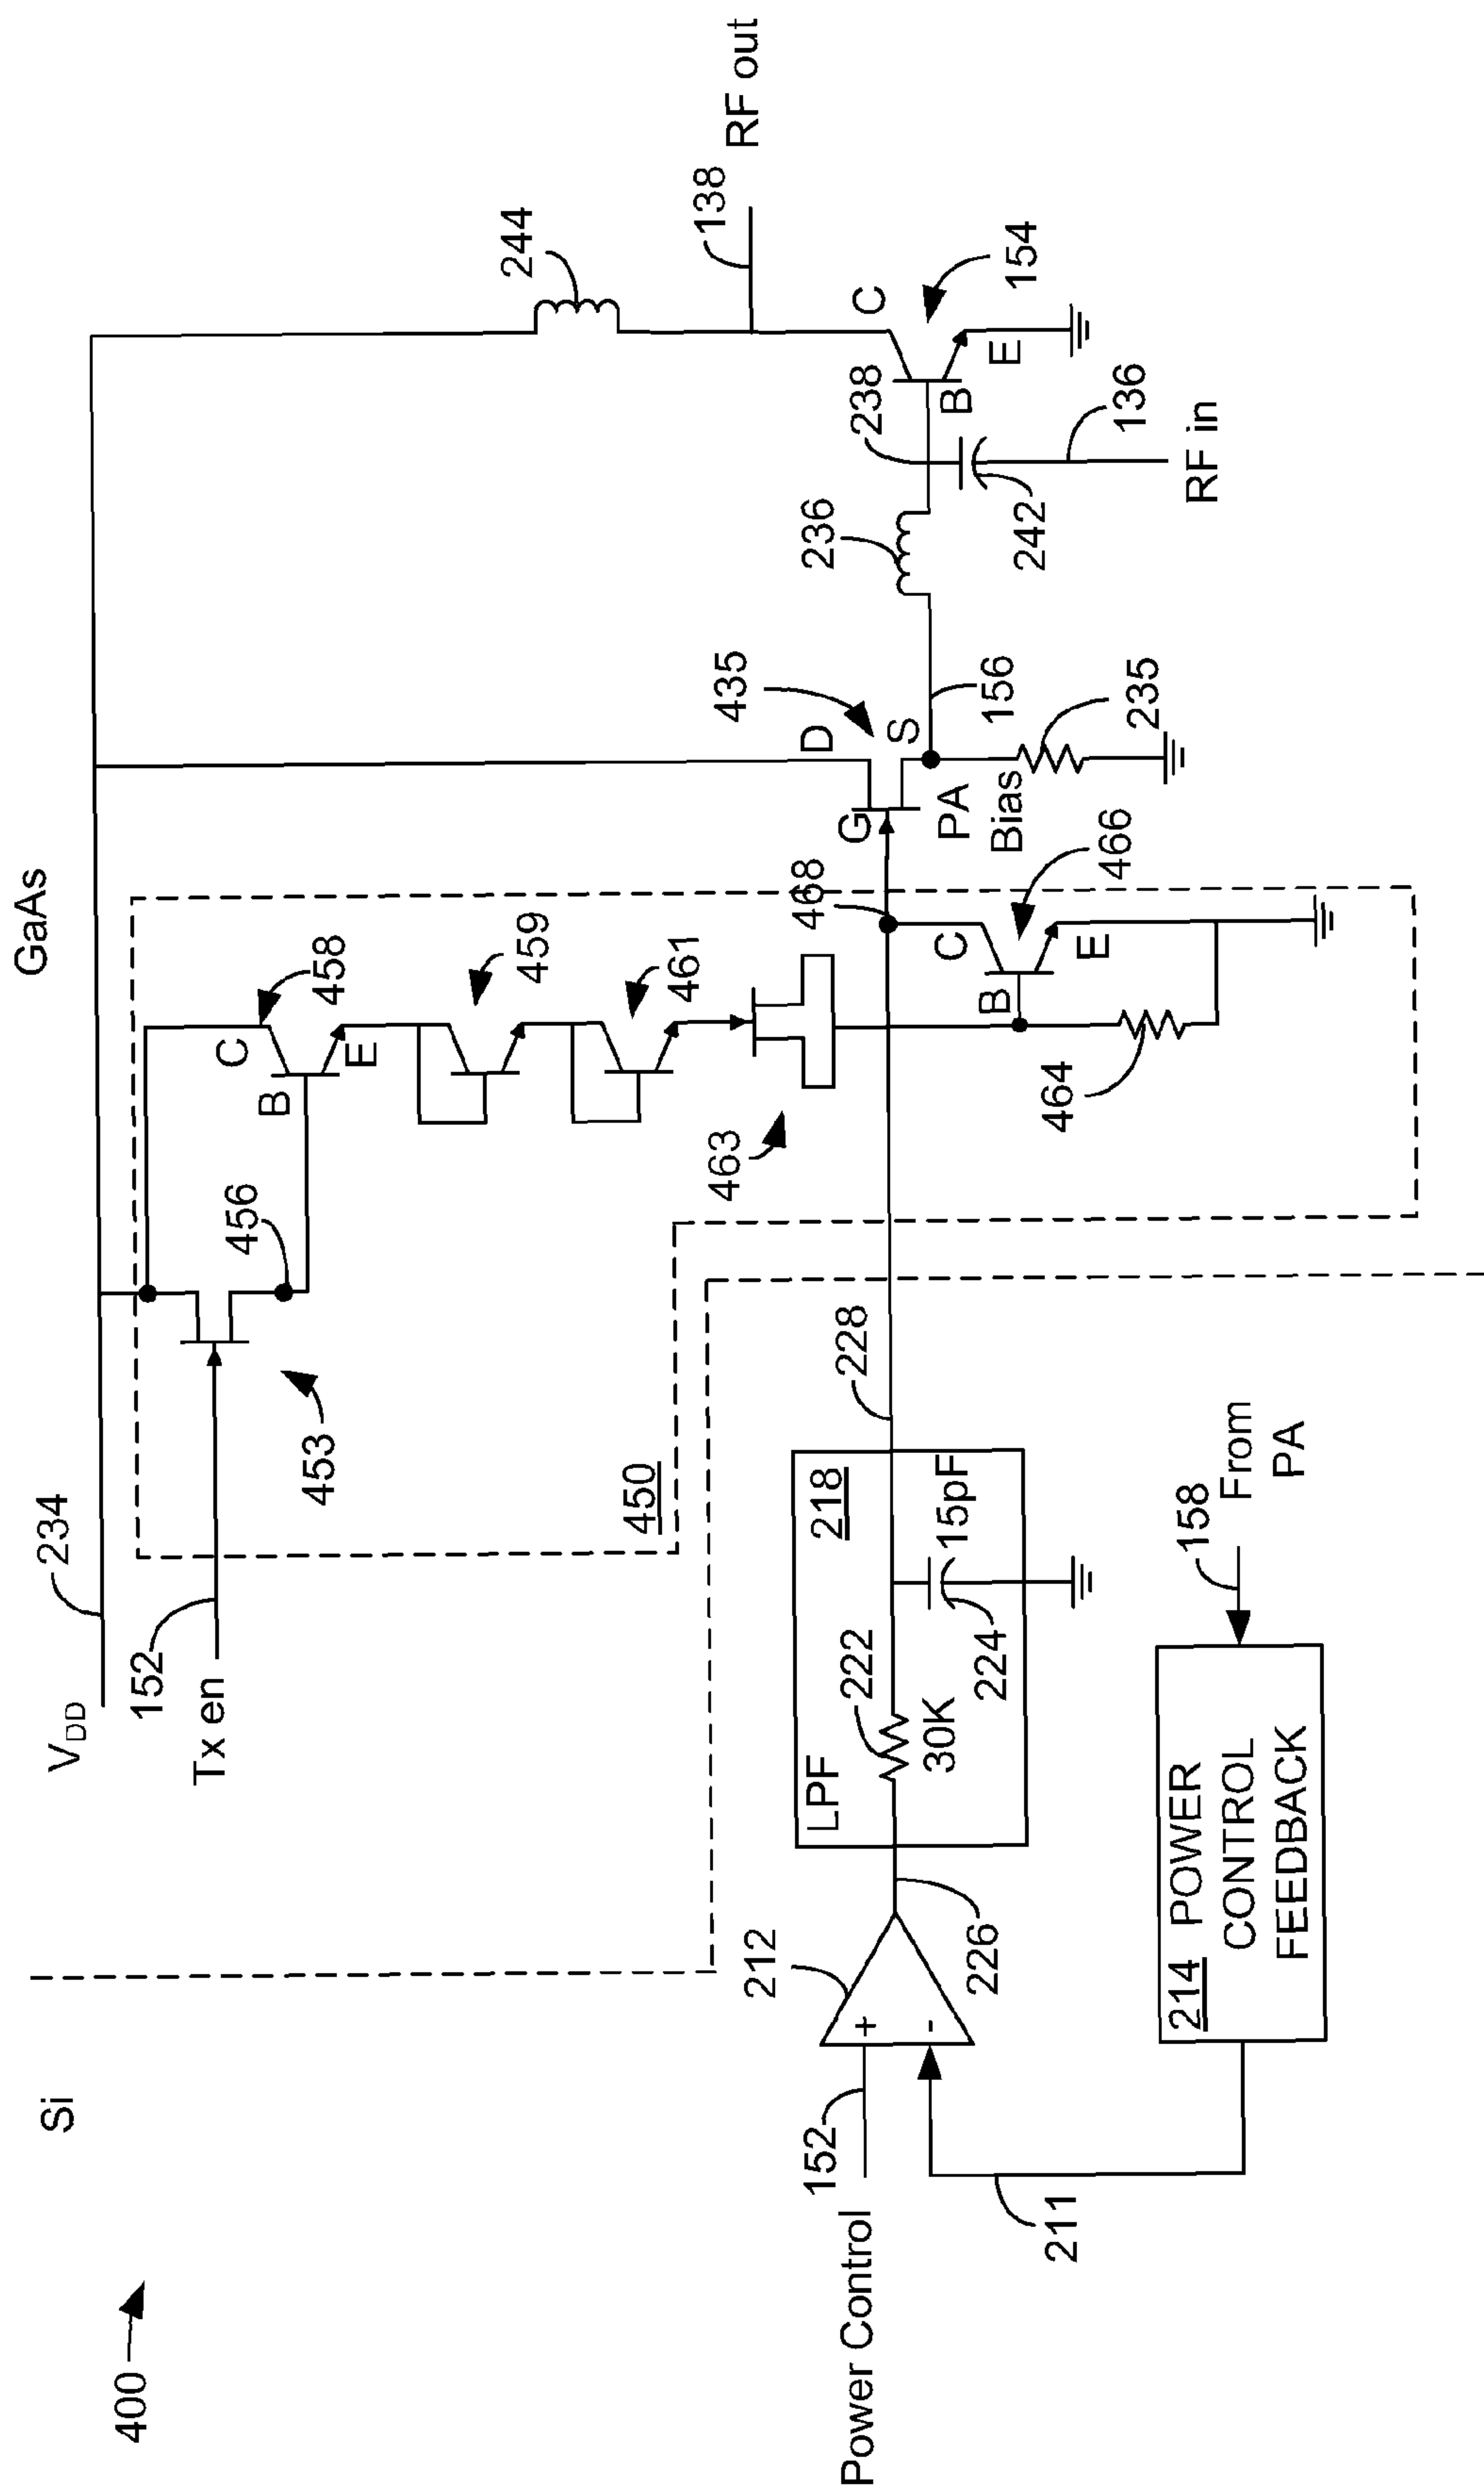 400
Si
GaAs
V_DD
234
152
Tx en
453
456
C
B
E
458
459
461
463
450
244
138
RF out
435
D
G
S
PA
Bias
156
235
236
238
242
C
B
E
154
136
RF in
468
C
B
E
466
464
228
LPF
218
222
30K
15pF
224
226
212
+
-
152
Power Control
211
214 POWER
CONTROL
FEEDBACK
158
From
PA